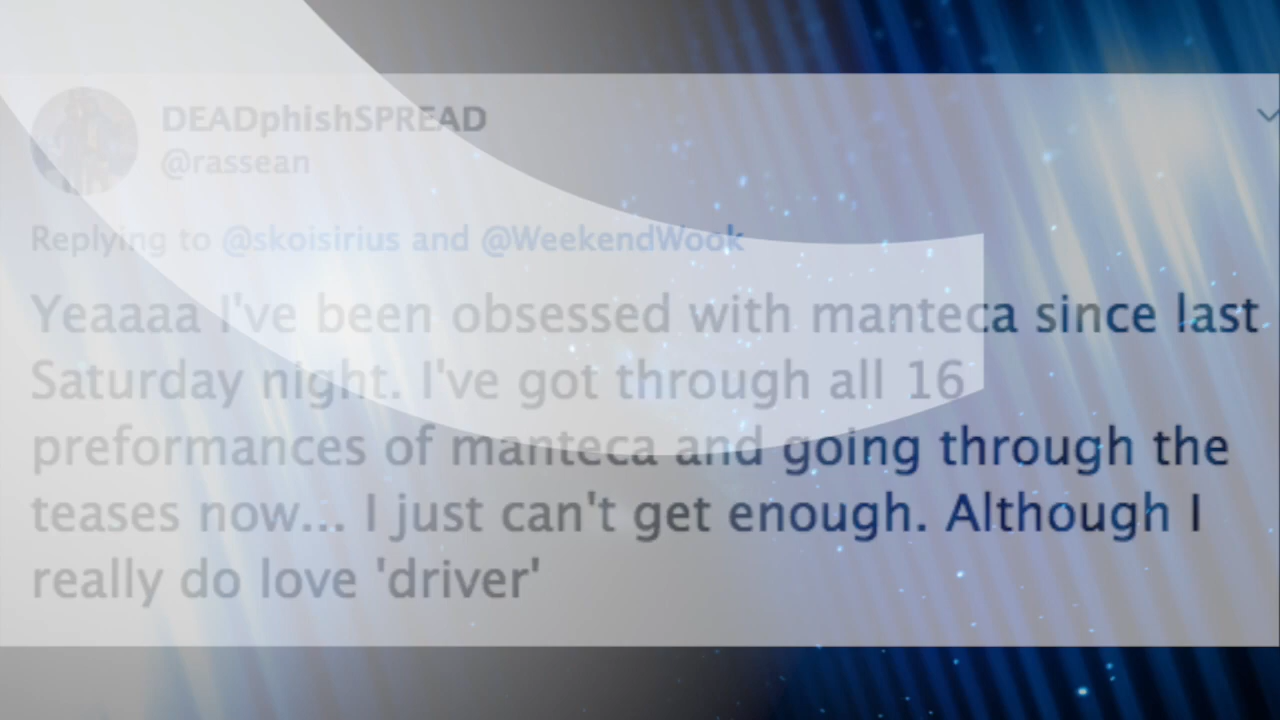 DEADphishSPREAD
@rassean
Replying to @skoisirius and @WeekendWook
Yeaaaa I've been obsessed with manteca since last
Saturday night. I've got through all 16
preformances of manteca and going through the
teases now... I just can't get enough. Although I
really do love 'driver'